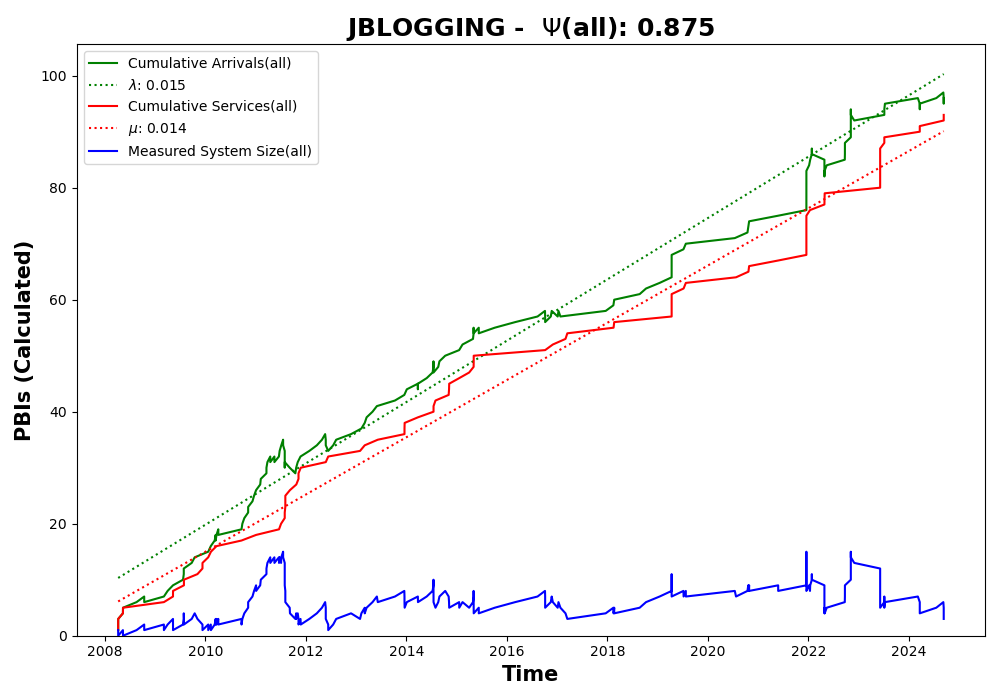 JBLOGGING - Ψ(all): 0.875
Cumulative Arrivals(all)
λ: 0.015
Cumulative Services(all)
μ: 0.014
Measured System Size(all)
PBIs (Calculated)
100
80
60
40
20
0
2008 2010 2012 2014 2016 2018 2020 2022 2024
Time